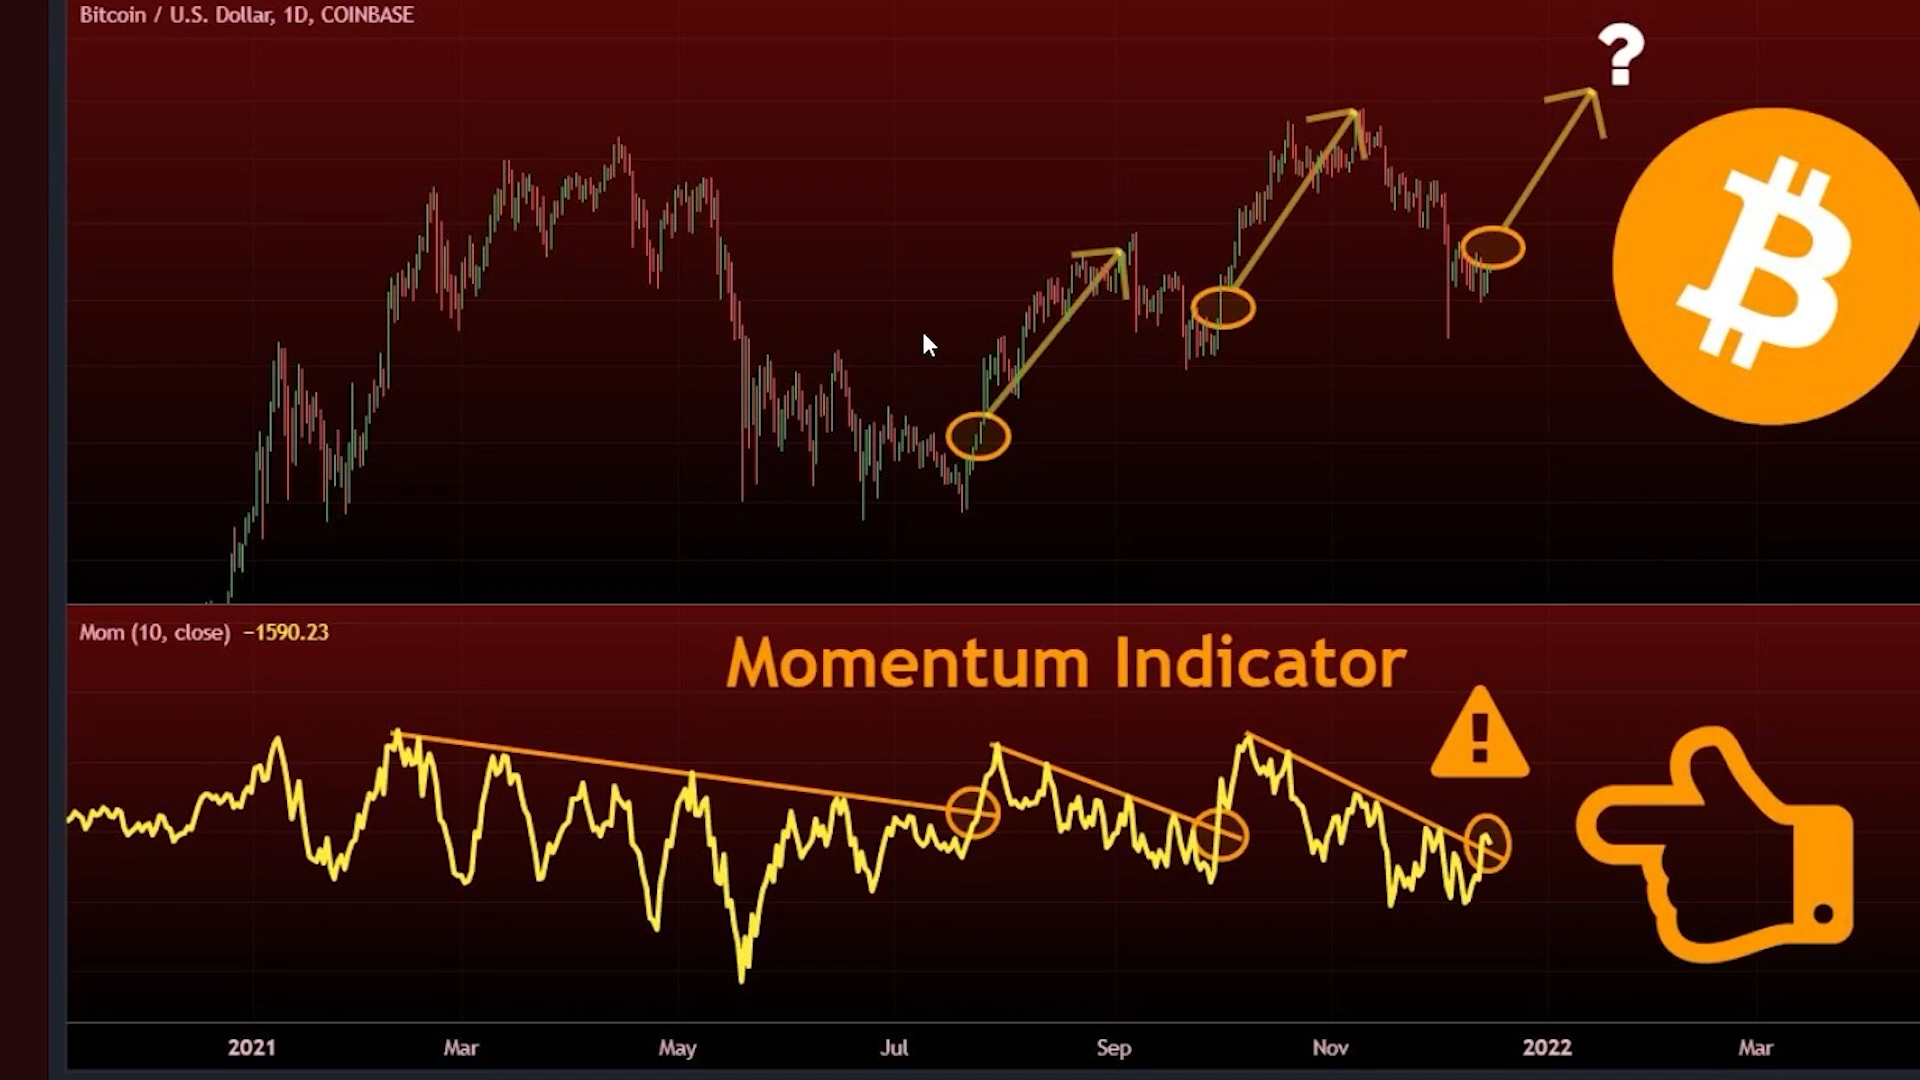 Bitcoin / U.S. Dollar, 1D, COINBASE
?
Mom (10, close) −1590.23
Momentum Indicator
2021 Mar May Jul Sep Nov 2022 Mar